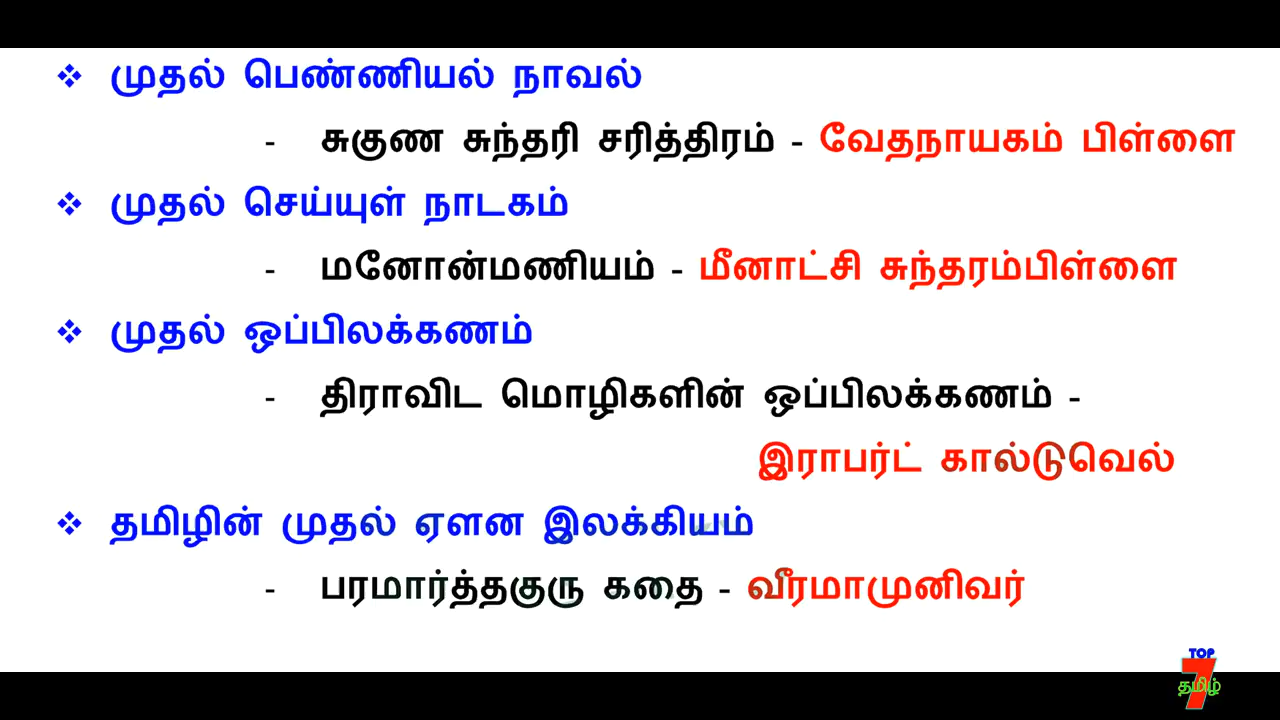 ❖ முதல் பெண்ணியல் நாவல்
- சுகுண சுந்தரி சரித்திரம் - வேதநாயகம் பிள்ளை
❖ முதல் செய்யுள் நாடகம்
- மனோன்மணியம் - மீனாட்சி சுந்தரம்பிள்ளை
❖ முதல் ஒப்பிலக்கணம்
- திராவிட மொழிகளின் ஒப்பிலக்கணம் -
இராபர்ட் கால்டுவெல்
❖ தமிழின் முதல் ஏளன இலக்கியம்
- பரமார்த்தகுரு கதை - வீரமாமுனிவர்
TOP
7
தமிழ்